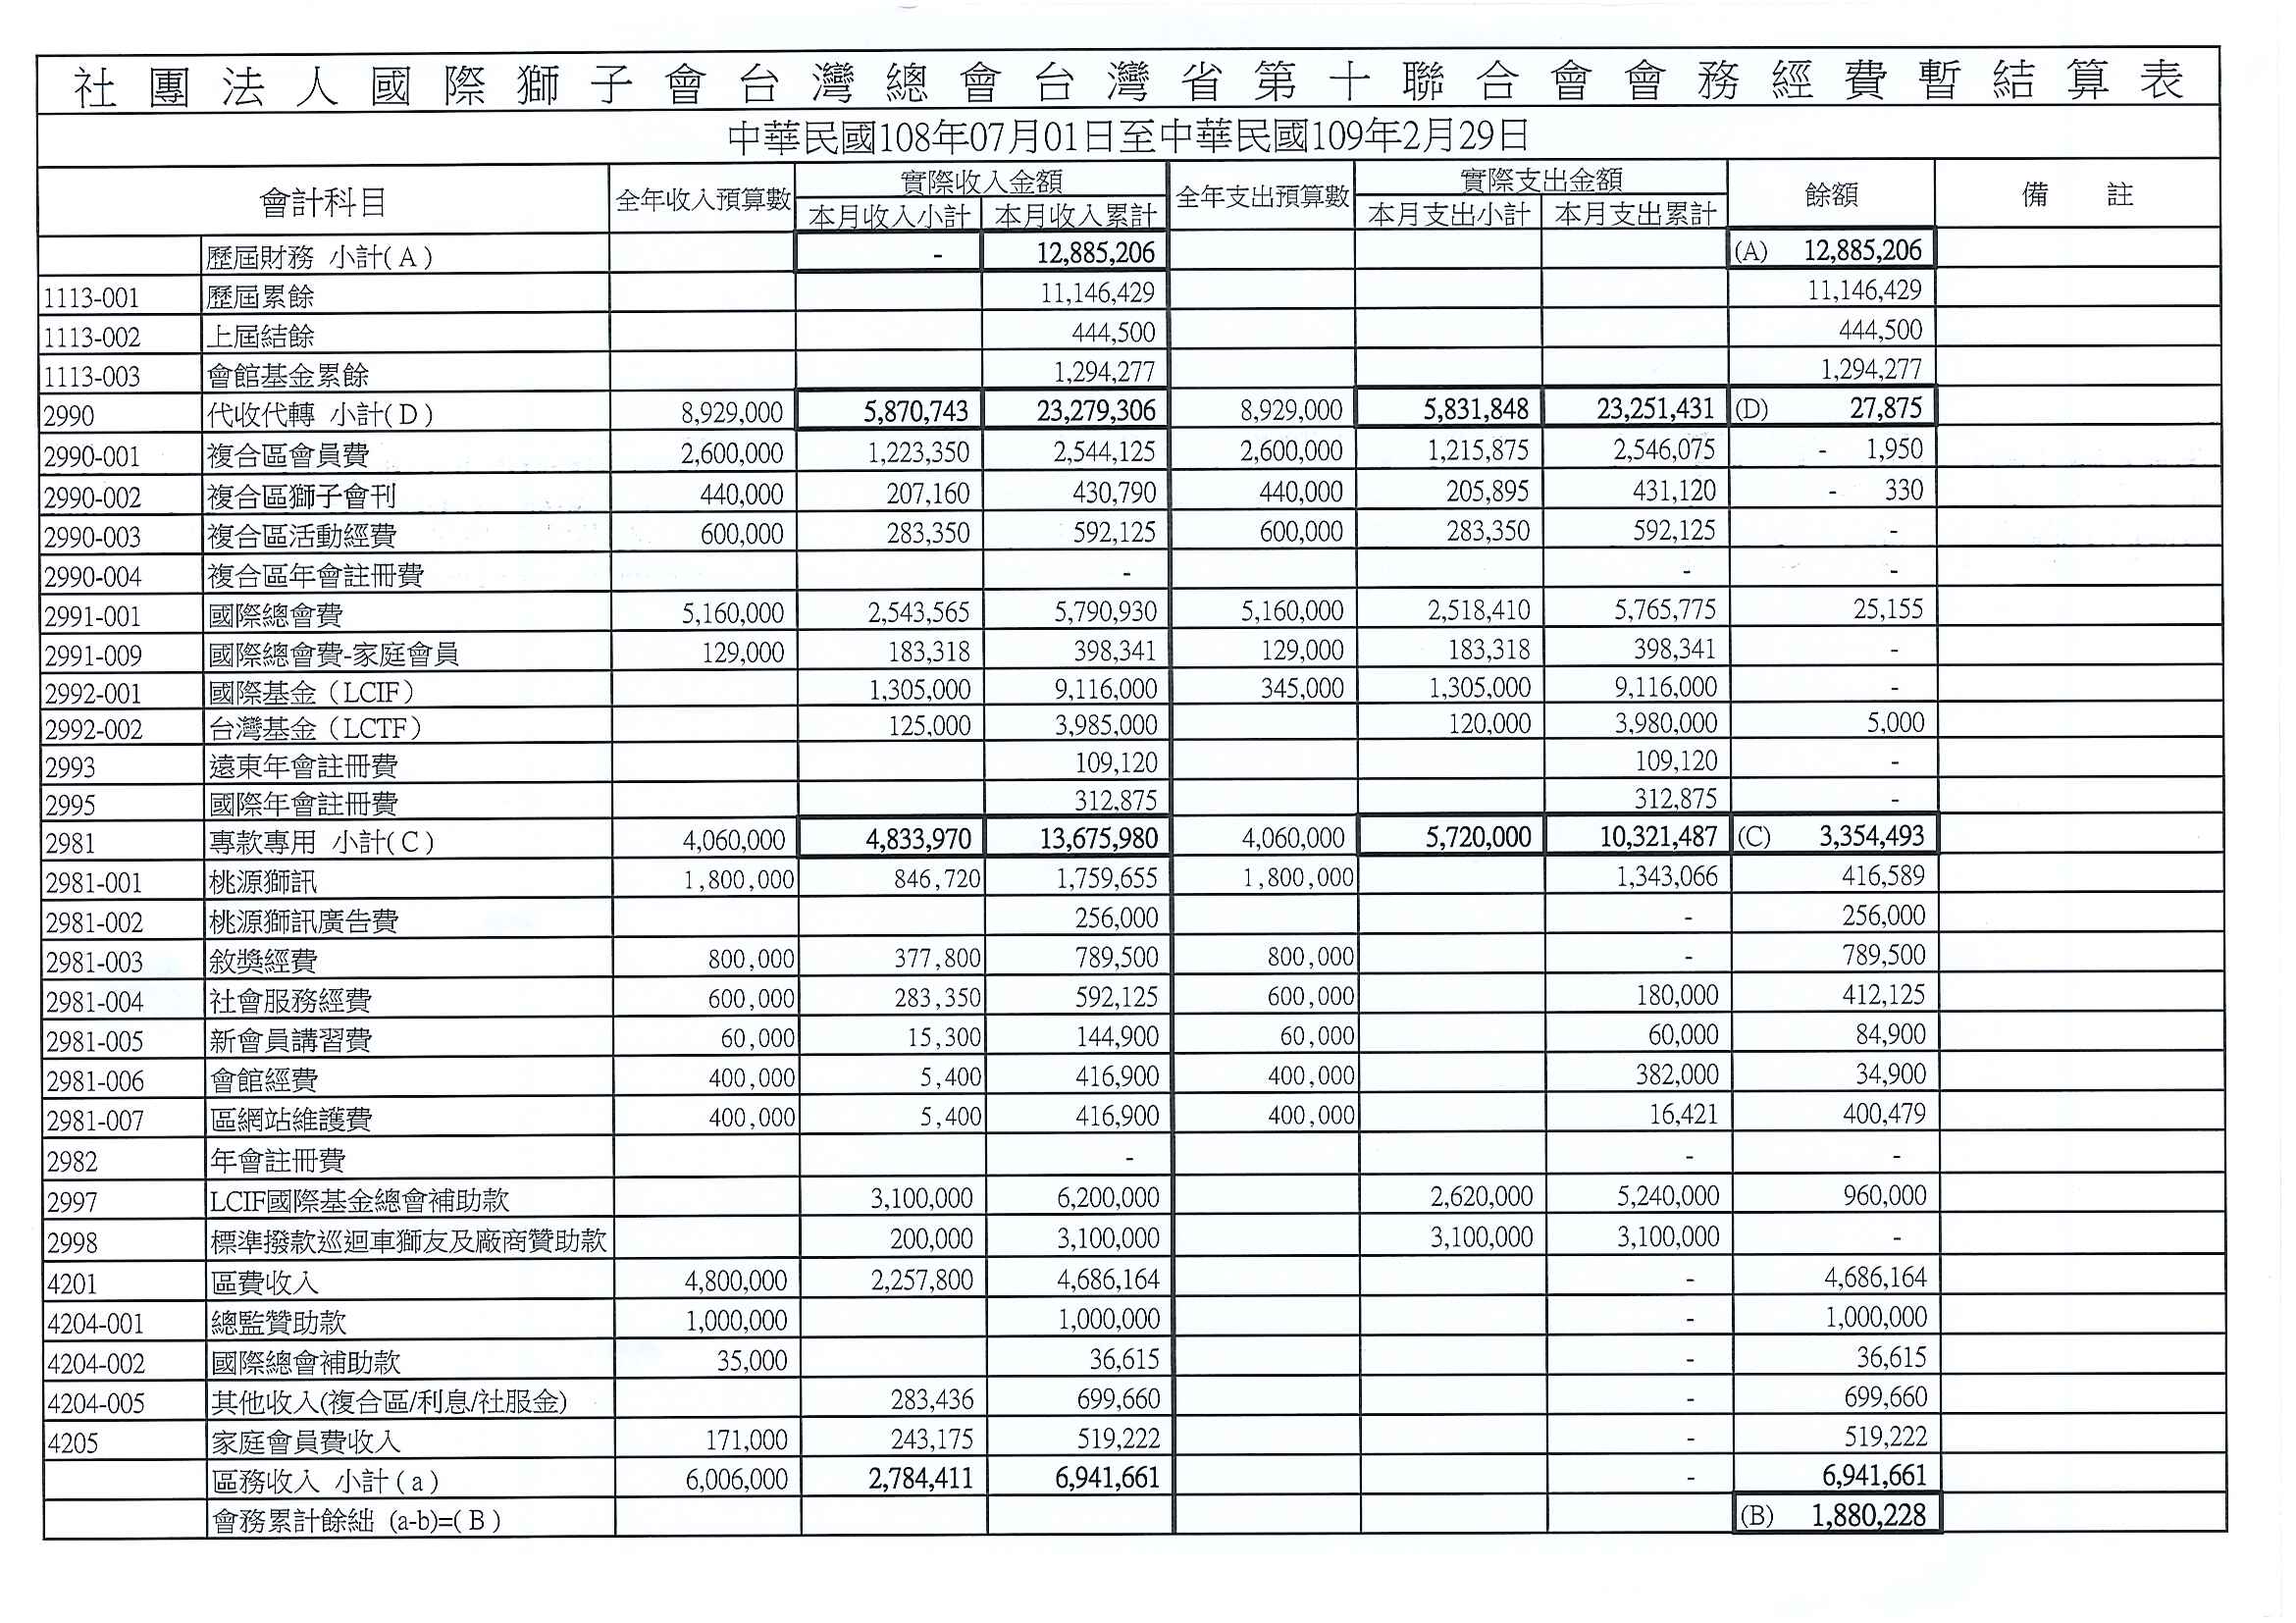 社團法人國際獅子會台灣總會台灣省第十聯合會會務經費暫結算表
中華民國108年07月01日至中華民國109年2月29日
會計科目 全年收入預算數 實際收入金額 全年支出預算數 實際支出金額 餘額 備 註
本月收入小計 本月收入累計 本月支出小計 本月支出累計
歷屆財務 小計(A) - 12,885,206 (A) 12,885,206
1113-001 歷屆累餘 11,146,429 11,146,429
1113-002 上屆結餘 444,500 444,500
1113-003 會館基金累餘 1,294,277 1,294,277
2990 代收代轉 小計(D) 8,929,000 5,870,743 23,279,306 8,929,000 5,831,848 23,251,431 (D) 27,875
2990-001 複合區會員費 2,600,000 1,223,350 2,544,125 2,600,000 1,215,875 2,546,075 - 1,950
2990-002 複合區獅子會刊 440,000 207,160 430,790 440,000 205,895 431,120 - 330
2990-003 複合區活動經費 600,000 283,350 592,125 600,000 283,350 592,125 -
2990-004 複合區年會註冊費 - - -
2991-001 國際總會費 5,160,000 2,543,565 5,790,930 5,160,000 2,518,410 5,765,775 25,155
2991-009 國際總會費-家庭會員 129,000 183,318 398,341 129,000 183,318 398,341 -
2992-001 國際基金（LCIF） 1,305,000 9,116,000 345,000 1,305,000 9,116,000 -
2992-002 台灣基金（LCTF） 125,000 3,985,000 120,000 3,980,000 5,000
2993 遠東年會註冊費 109,120 109,120 -
2995 國際年會註冊費 312,875 312,875 -
2981 專款專用 小計(C) 4,060,000 4,833,970 13,675,980 4,060,000 5,720,000 10,321,487 (C) 3,354,493
2981-001 桃源獅訊 1,800,000 846,720 1,759,655 1,800,000 1,343,066 416,589
2981-002 桃源獅訊廣告費 256,000 - 256,000
2981-003 敘獎經費 800,000 377,800 789,500 800,000 - 789,500
2981-004 社會服務經費 600,000 283,350 592,125 600,000 180,000 412,125
2981-005 新會員講習費 60,000 15,300 144,900 60,000 60,000 84,900
2981-006 會館經費 400,000 5,400 416,900 400,000 382,000 34,900
2981-007 區網站維護費 400,000 5,400 416,900 400,000 16,421 400,479
2982 年會註冊費 - - -
2997 LCIF國際基金總會補助款 3,100,000 6,200,000 2,620,000 5,240,000 960,000
2998 標準撥款巡迴車獅友及廠商贊助款 200,000 3,100,000 3,100,000 3,100,000 -
4201 區費收入 4,800,000 2,257,800 4,686,164 - 4,686,164
4204-001 總監贊助款 1,000,000 1,000,000 - 1,000,000
4204-002 國際總會補助款 35,000 36,615 - 36,615
4204-005 其他收入(複合區/利息/社服金) 283,436 699,660 - 699,660
4205 家庭會員費收入 171,000 243,175 519,222 - 519,222
區務收入 小計(a) 6,006,000 2,784,411 6,941,661 - 6,941,661
會務累計餘絀 (a-b)=(B) (B) 1,880,228